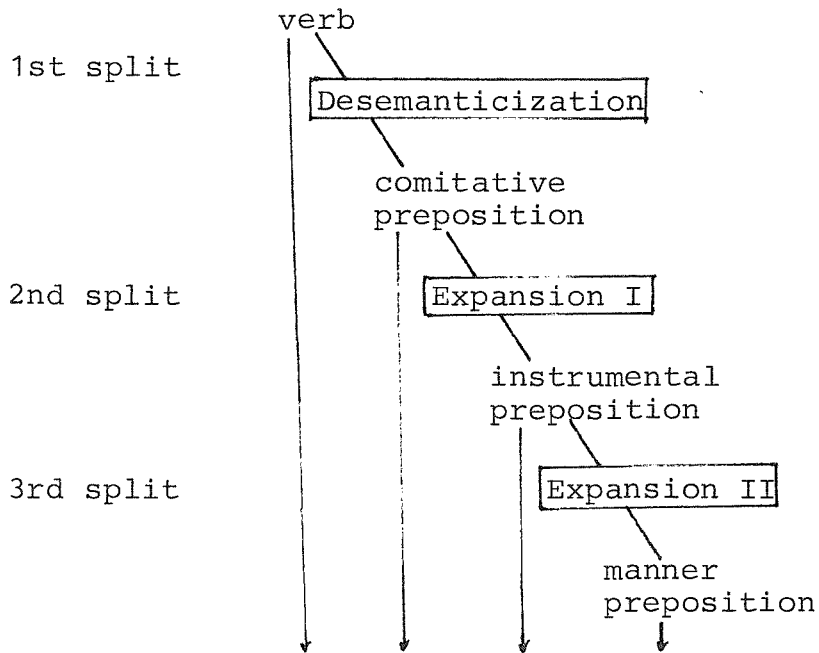 verb
1st split
Desemanticization
comitative
preposition
2nd split
Expansion I
instrumental
preposition
3rd split
Expansion II
manner
preposition